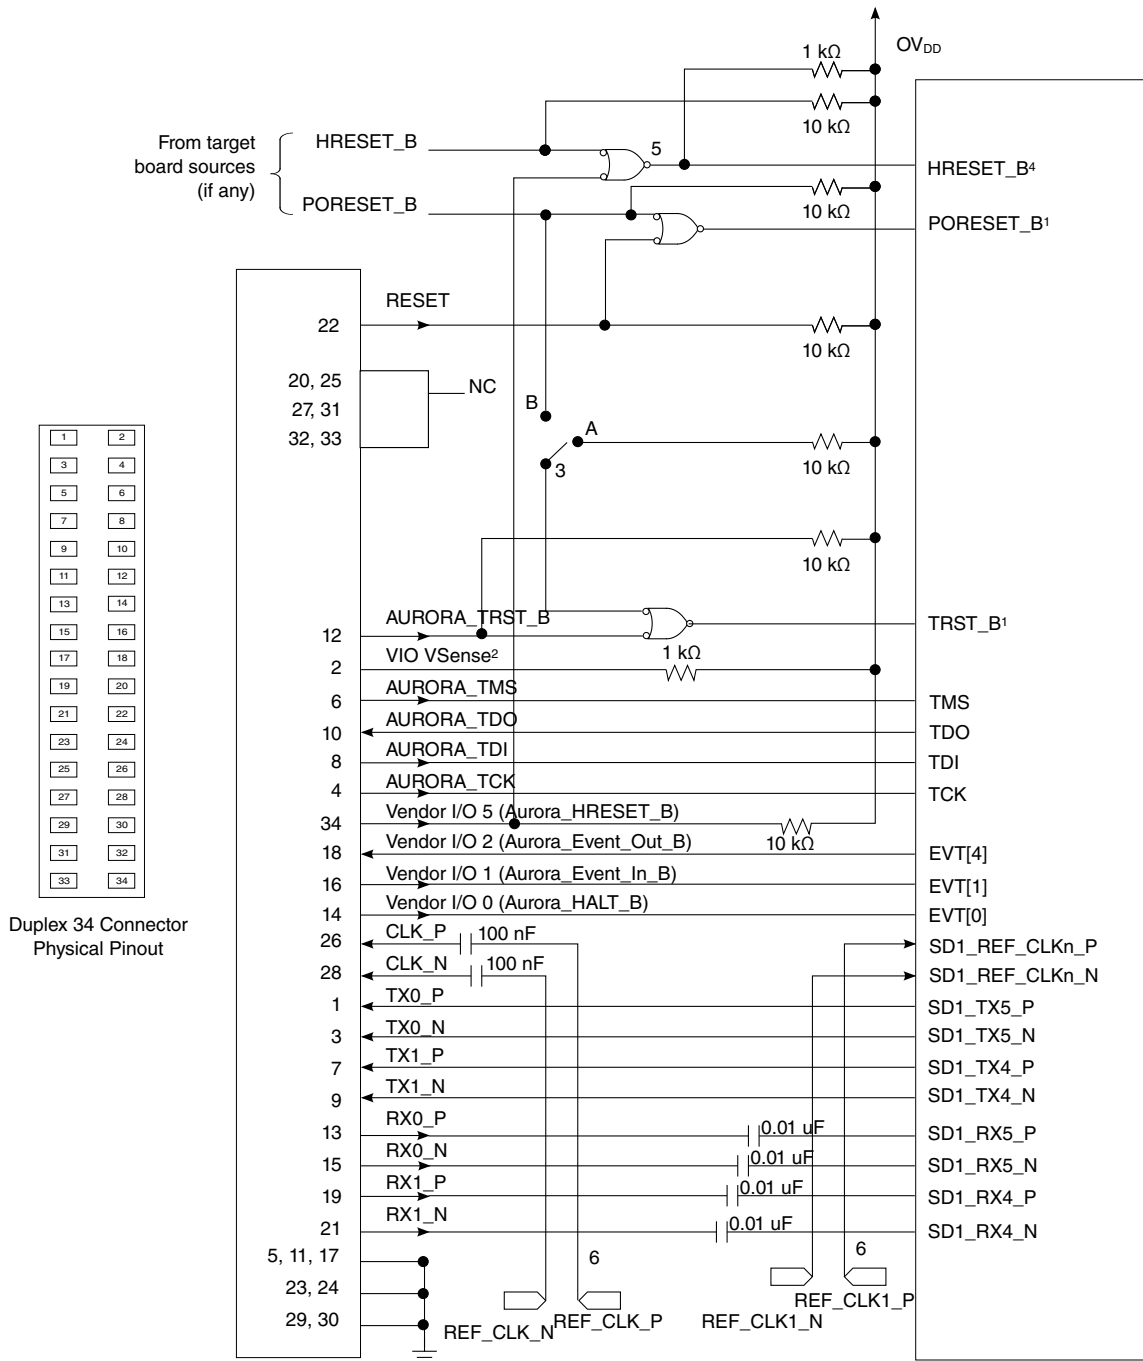 OVDD
1 kΩ
10 kΩ
From target
board sources
(if any)
HRESET_B
5
HRESET_B4
PORESET_B
10 kΩ
PORESET_B1
RESET
22
10 kΩ
20, 25
27, 31
32, 33
NC
B
A
3
10 kΩ
10 kΩ
1 2
3 4
5 6
7 8
9 10
11 12
13 14
15 16
17 18
19 20
21 22
23 24
25 26
27 28
29 30
31 32
33 34
Duplex 34 Connector
Physical Pinout
12 AURORA_TRST_B TRST_B1
2 VIO VSense2 1 kΩ
6 AURORA_TMS TMS
10 AURORA_TDO TDO
8 AURORA_TDI TDI
4 AURORA_TCK TCK
34 Vendor I/O 5 (Aurora_HRESET_B) 10 kΩ
18 Vendor I/O 2 (Aurora_Event_Out_B) EVT[4]
16 Vendor I/O 1 (Aurora_Event_In_B) EVT[1]
14 Vendor I/O 0 (Aurora_HALT_B) EVT[0]
26 CLK_P 100 nF SD1_REF_CLKn_P
28 CLK_N 100 nF SD1_REF_CLKn_N
1 TX0_P SD1_TX5_P
3 TX0_N SD1_TX5_N
7 TX1_P SD1_TX4_P
9 TX1_N SD1_TX4_N
13 RX0_P 0.01 uF SD1_RX5_P
15 RX0_N 0.01 uF SD1_RX5_N
19 RX1_P 0.01 uF SD1_RX4_P
21 RX1_N 0.01 uF SD1_RX4_N
5, 11, 17
23, 24
29, 30
6
6
REF_CLK_N
REF_CLK_P
REF_CLK1_N
REF_CLK1_P